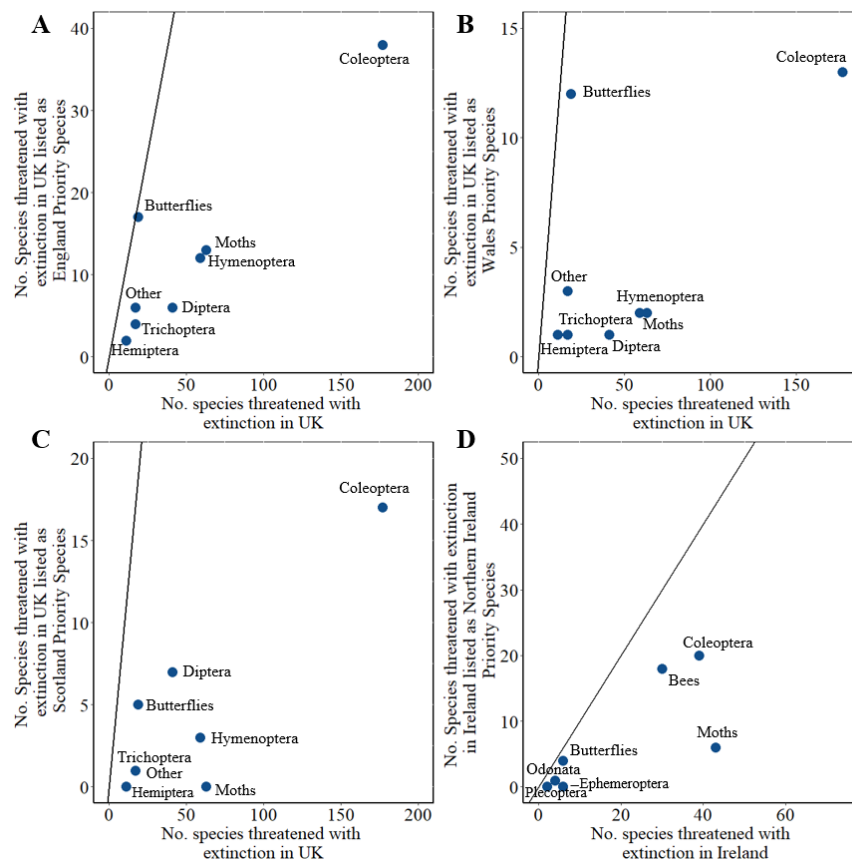 A
No. Species threatened with
extinction in UK listed as
England Priority Species
40
30
20
10
0
Coleoptera
Butterflies
Moths
Hymenoptera
Other
Diptera
Trichoptera
Hemiptera
0 50 100 150 200
No. species threatened with
extinction in UK
B
No. Species threatened with
extinction in UK listed as
Wales Priority Species
15
10
5
0
Coleoptera
Butterflies
Other
Hymenoptera
Trichoptera
Moths
Hemiptera
Diptera
0 50 100 150
No. species threatened with
extinction in UK
C
No. Species threatened with
extinction in UK listed as
Scotland Priority Species
20
15
10
5
0
Coleoptera
Diptera
Butterflies
Hymenoptera
Trichoptera
Other
Hemiptera
Moths
0 50 100 150 200
No. species threatened with
extinction in UK
D
No. Species threatened with extinction
in Ireland listed as Northern Ireland
Priority Species
50
40
30
20
10
0
Coleoptera
Bees
Moths
Butterflies
Odonata
Ephemeroptera
Plecoptera
0 20 40 60
No. species threatened with
extinction in Ireland